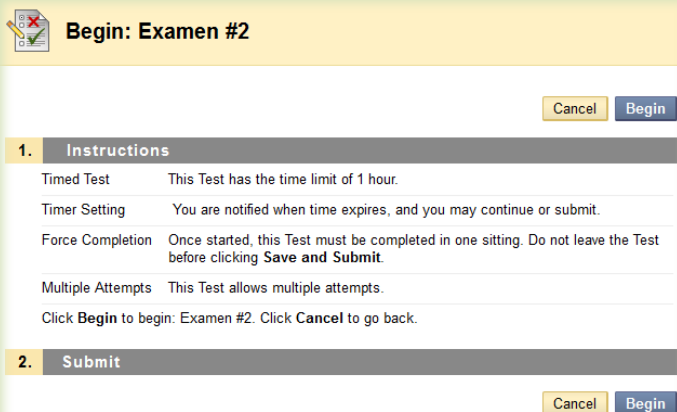 Begin: Examen #2
Cancel Begin
1. Instructions
Timed Test This Test has the time limit of 1 hour.
Timer Setting You are notified when time expires, and you may continue or submit.
Force Completion Once started, this Test must be completed in one sitting. Do not leave the Test
before clicking Save and Submit.
Multiple Attempts This Test allows multiple attempts.
Click Begin to begin: Examen #2. Click Cancel to go back.
2. Submit
Cancel Begin